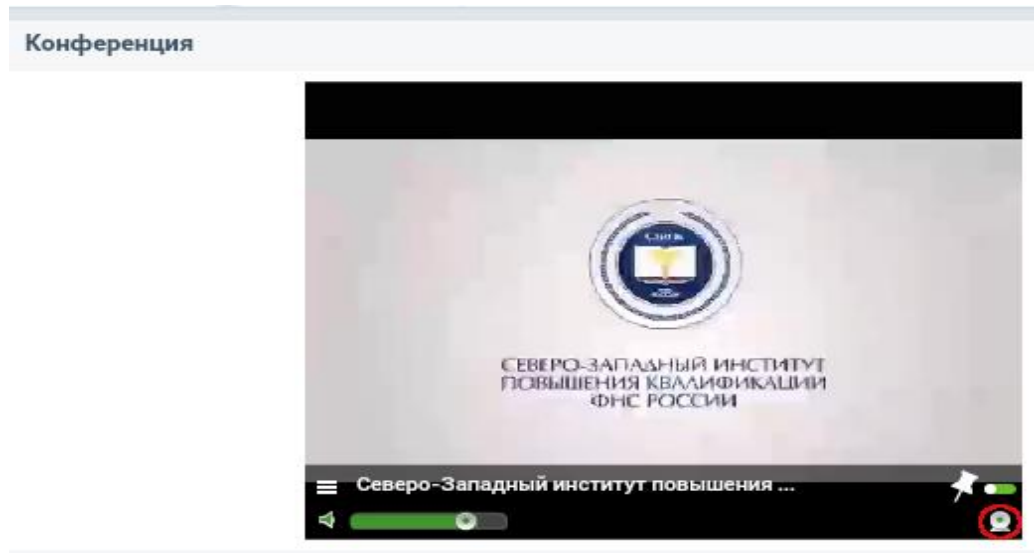 Конференция
СЕВЕРО-ЗАПАДНЫЙ ИНСТИТУТ
ПОВЫШЕНИЯ КВАЛИФИКАЦИИ
ФНС РОССИИ
Северо-Западный институт повышения ...